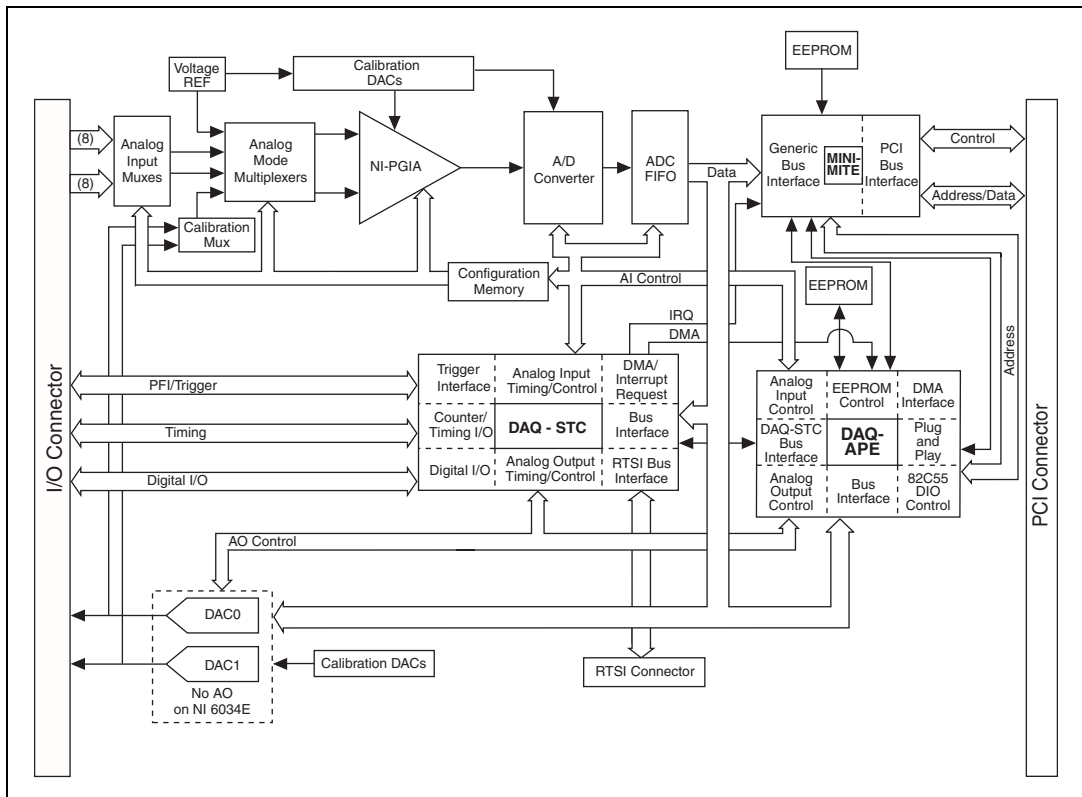 Voltage
REF
Calibration
DACs
EEPROM
(8)
(8)
Analog
Input
Muxes
Analog
Mode
Multiplexers
NI-PGIA
A/D
Converter
ADC
FIFO
Data
Generic
Bus
Interface
MINI-
MITE
PCI
Bus
Interface
Control
Address/Data
Calibration
Mux
Configuration
Memory
AI Control
EEPROM
IRQ
DMA
Address
I/O Connector
PCI Connector
PFI/Trigger
Timing
Digital I/O
Trigger
Interface
Analog Input
Timing/Control
DMA/
Interrupt
Request
Counter/
Timing I/O
DAQ - STC
Bus
Interface
Digital I/O
Analog Output
Timing/Control
RTSI Bus
Interface
Analog
Input
Control
EEPROM
Control
DMA
Interface
DAQ-STC
Bus
Interface
DAQ-
APE
Plug
and
Play
Analog
Output
Control
Bus
Interface
82C55
DIO
Control
AO Control
DAC0
DAC1
No AO
on NI 6034E
Calibration DACs
RTSI Connector